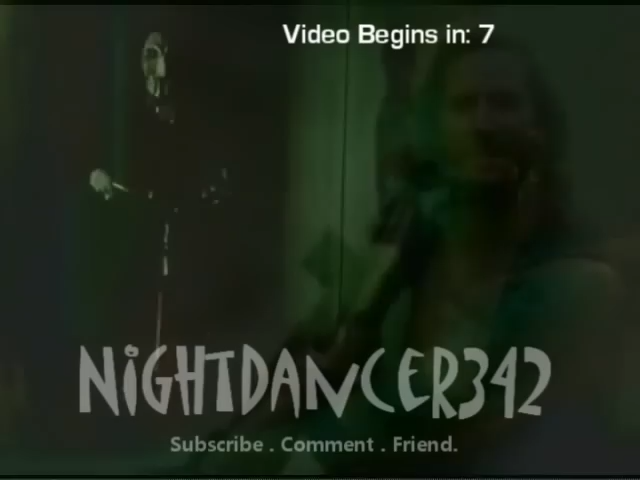 Video Begins in: 7
NiGHTDANCER342
Subscribe . Comment . Friend.